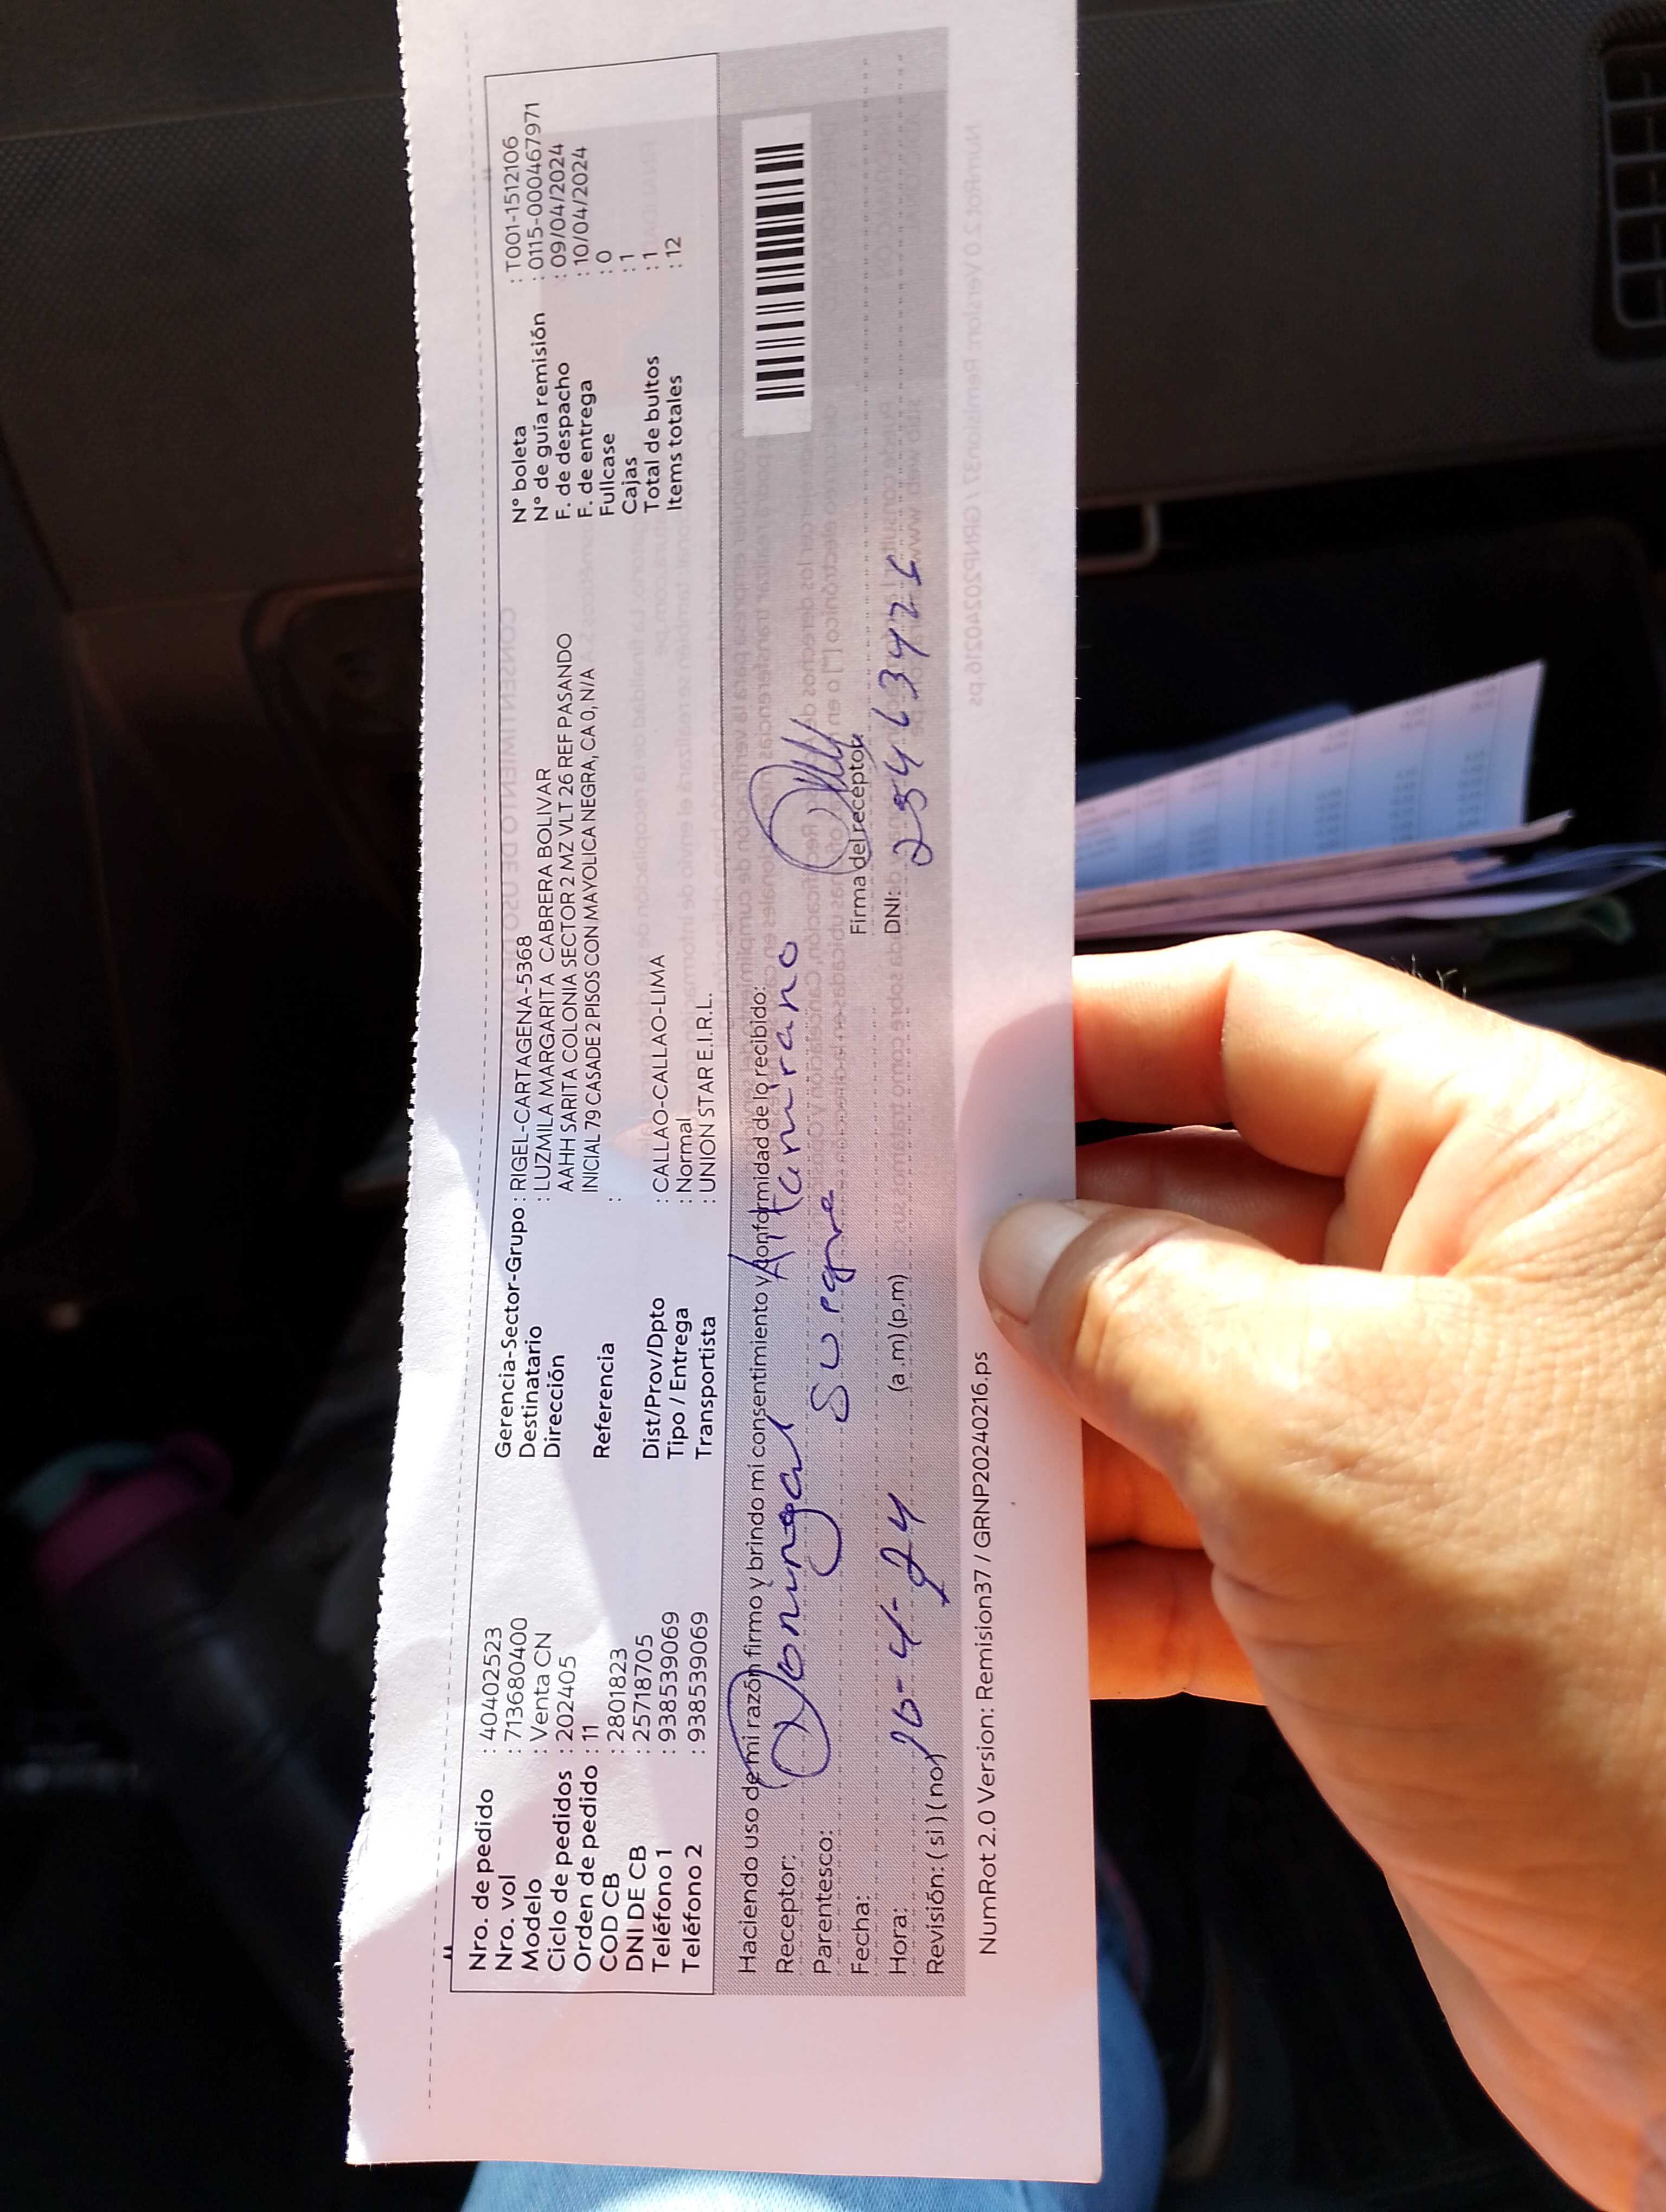 Nro. de pedido : 40402523
Nro. vol : 713680400
Modelo : Venta CN
Ciclo de pedidos : 202405
Orden de pedido : 11
COD CB : 2801823
DNI DE CB : 25718705
Teléfono 1 : 938539069
Teléfono 2 : 938539069
Gerencia-Sector-Grupo : RIGEL-CARTAGENA-5368
Destinatario : LUZMILA MARGARITA CABRERA BOLIVAR
Dirección AAHH SARITA COLONIA SECTOR 2 MZ VLT 26 REF PASANDO
INICIAL 79 CASADE 2 PISOS CON MAYOLICA NEGRA, CA 0, N/A
Referencia :
Dist/Prov/Dpto : CALLAO-CALLAO-LIMA
Tipo / Entrega : Normal
Transportista : UNION STAR E.I.R.L.
N° boleta : T001-1512106
N° de guía remisión : 0115-000467971
F. de despacho : 09/04/2024
F. de entrega : 10/04/2024
Fullcase : 0
Cajas : 1
Total de bultos : 1
Items totales : 12
Haciendo uso de mi razón firmo y brindo mi consentimiento y conformidad de lo recibido:
Receptor: Altamirano
Parentesco: Suegra
Fecha:
Hora: (a.m) (p.m)
Revisión: (si) (no)
Firma del receptor
DNI:
NumRot 2.0 Version: Remision37 / GRNP20240216.ps